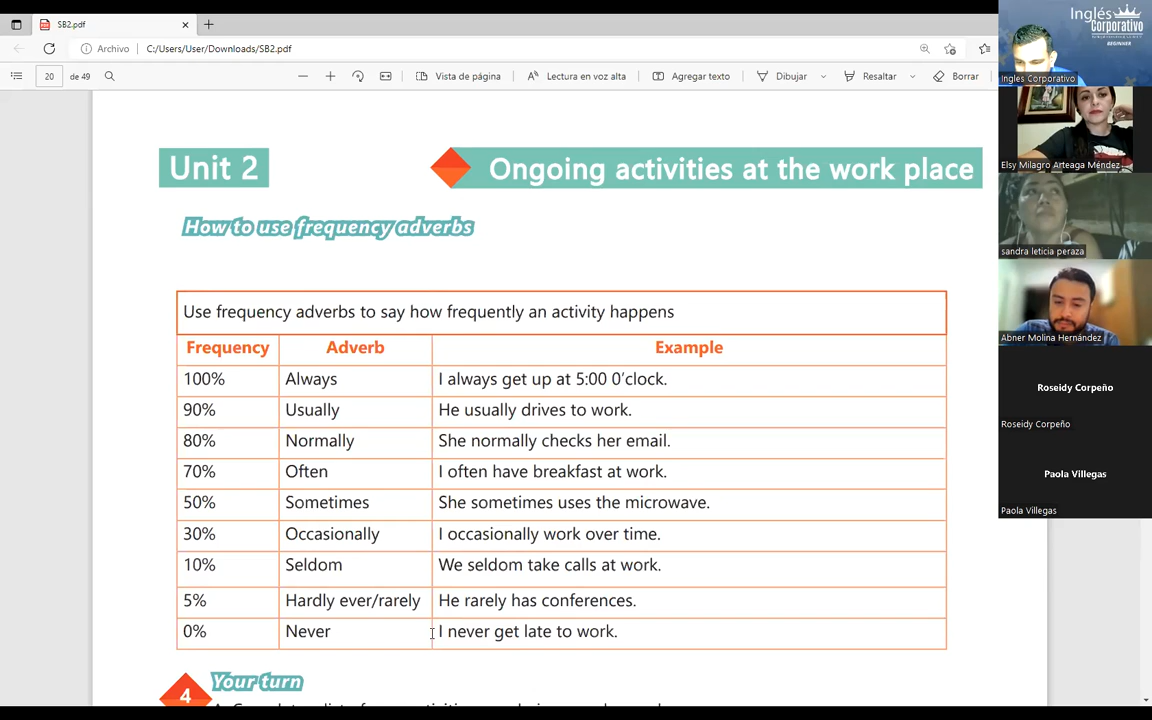 SB2.pdf
Archivo
C:/Users/User/Downloads/SB2.pdf
20
de 49
Vista de página
Lectura en voz alta
Agregar texto
Dibujar
Resaltar
Borrar
Unit 2
Ongoing activities at the work place
How to use frequency adverbs
Use frequency adverbs to say how frequently an activity happens
Frequency Adverb Example
100% Always I always get up at 5:00 0'clock.
90% Usually He usually drives to work.
80% Normally She normally checks her email.
70% Often I often have breakfast at work.
50% Sometimes She sometimes uses the microwave.
30% Occasionally I occasionally work over time.
10% Seldom We seldom take calls at work.
5% Hardly ever/rarely He rarely has conferences.
0% Never I never get late to work.
4
Your turn
Inglés
Corporativo
BEGINNER
Ingles Corporativo
Elsy Milagro Arteaga Méndez
sandra leticia peraza
Abner Molina Hernández
Roseidy Corpeño
Roseidy Corpeño
Paola Villegas
Paola Villegas